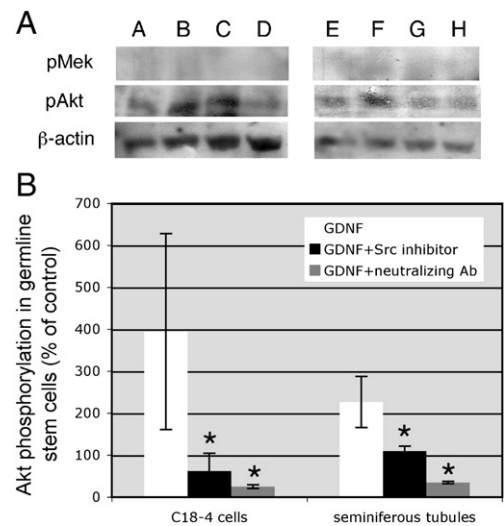 A
A B C D E F G H
pMek
pAkt
β-actin
B
Akt phosphorylation in germline
stem cells (% of control)
700
600
500
400
300
200
100
0
GDNF
GDNF+Src inhibitor
GDNF+neutralizing Ab
* *
* *
C18-4 cells seminiferous tubules